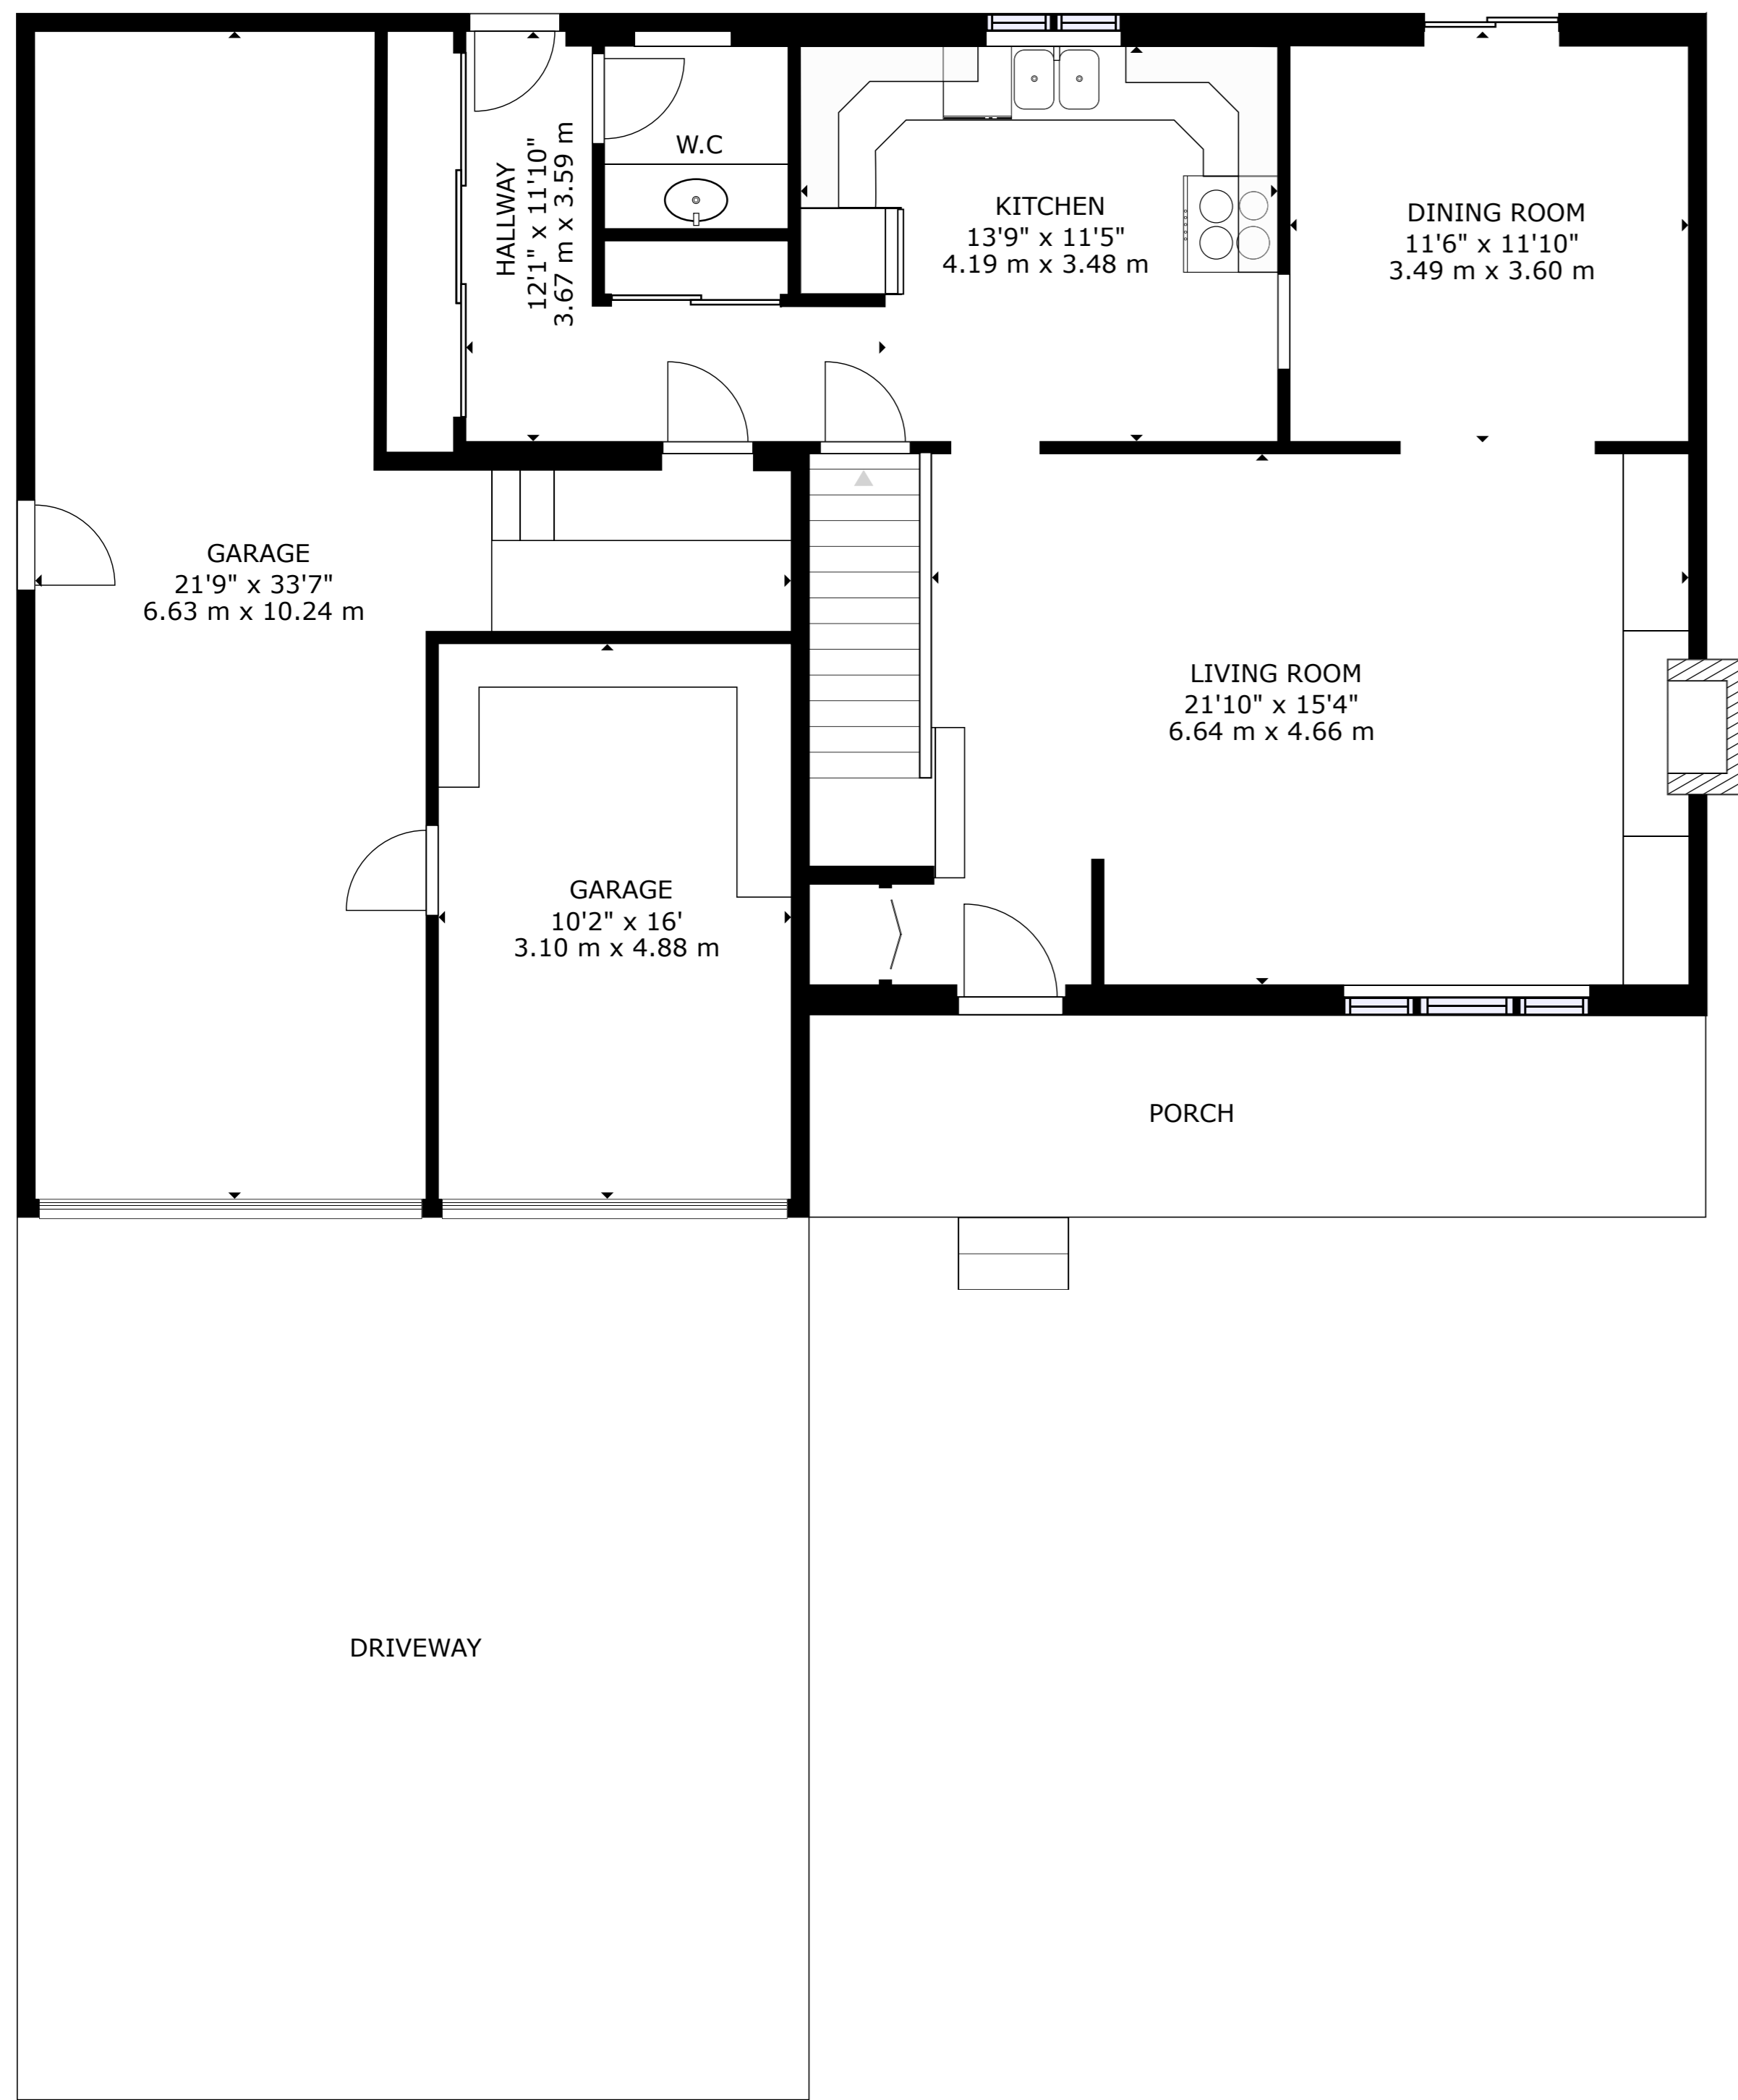 HALLWAY
12'1" x 11'10"
3.67 m x 3.59 m
W.C
KITCHEN
13'9" x 11'5"
4.19 m x 3.48 m
DINING ROOM
11'6" x 11'10"
3.49 m x 3.60 m
GARAGE
21'9" x 33'7"
6.63 m x 10.24 m
LIVING ROOM
21'10" x 15'4"
6.64 m x 4.66 m
GARAGE
10'2" x 16'
3.10 m x 4.88 m
PORCH
DRIVEWAY